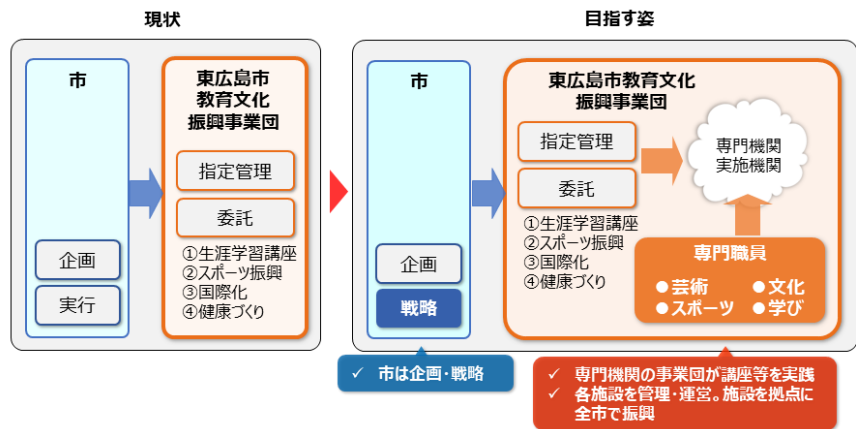 現状
市
企画
実行
東広島市
教育文化
振興事業団
指定管理
委託
①生涯学習講座
②スポーツ振興
③国際化
④健康づくり
目指す姿
市
企画
戦略
東広島市教育文化
振興事業団
指定管理
委託
①生涯学習講座
②スポーツ振興
③国際化
④健康づくり
専門機関
実施機関
専門職員
●芸術 ●文化
●スポーツ ●学び
✓ 市は企画・戦略
✓ 専門機関の事業団が講座等を実践
✓ 各施設を管理・運営。施設を拠点に
全市で振興